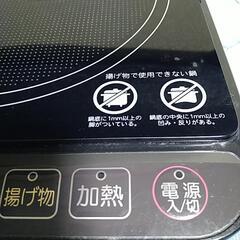 揚げ物で使用できない鍋
鍋底に1mm以上の
脚がついている。
鍋底の中央に1mm以上の
凹み・反りがある。
揚げ物
加熱
電源
入/切